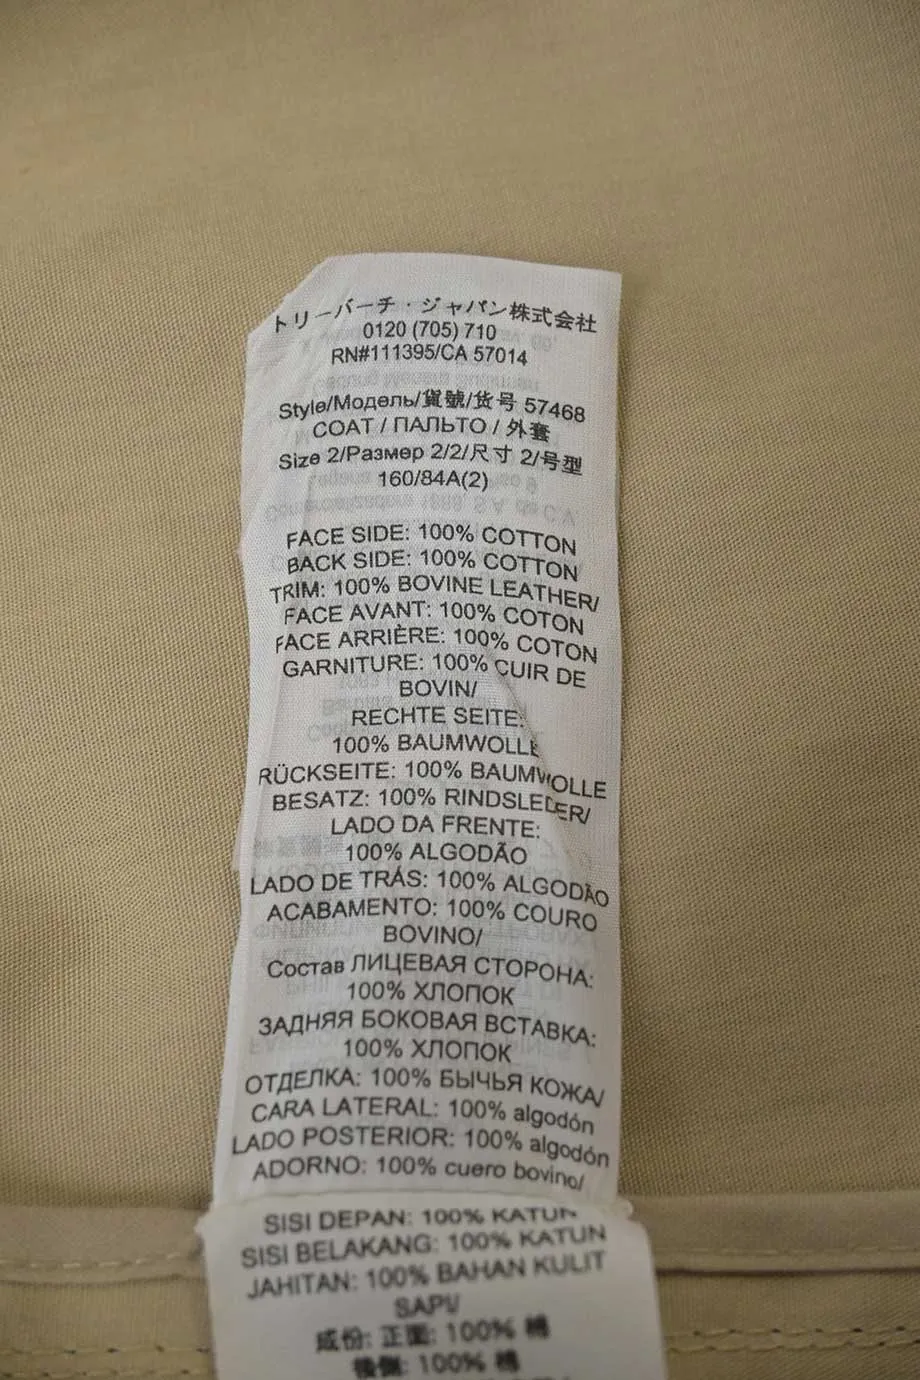 トリーバーチ・ジャパン株式会社
0120 (705) 710
RN#111395/CA 57014
Style/Модель/貨號/货号 57468
COAT / ПАЛЬТО / 外套
Size 2/Размер 2/2/尺寸 2/号型
160/84A(2)
FACE SIDE: 100% COTTON
BACK SIDE: 100% COTTON
TRIM: 100% BOVINE LEATHER/
FACE AVANT: 100% COTON
FACE ARRIÈRE: 100% COTON
GARNITURE: 100% CUIR DE
BOVIN/
RECHTE SEITE:
100% BAUMWOLLE
RÜCKSEITE: 100% BAUMWOLLE
BESATZ: 100% RINDSLEDER/
LADO DA FRENTE:
100% ALGODÃO
LADO DE TRÁS: 100% ALGODÃO
ACABAMENTO: 100% COURO
BOVINO/
Состав ЛИЦЕВАЯ СТОРОНА:
100% ХЛОПОК
ЗАДНЯЯ БОКОВАЯ ВСТАВКА:
100% ХЛОПОК
ОТДЕЛКА: 100% БЫЧЬЯ КОЖА/
CARA LATERAL: 100% algodón
LADO POSTERIOR: 100% algodón
ADORNO: 100% cuero bovino/
SISI DEPAN: 100% KATUN
SISI BELAKANG: 100% KATUN
JAHITAN: 100% BAHAN KULIT
SAPI/
成份: 正面: 100% 棉
後側: 100% 棉